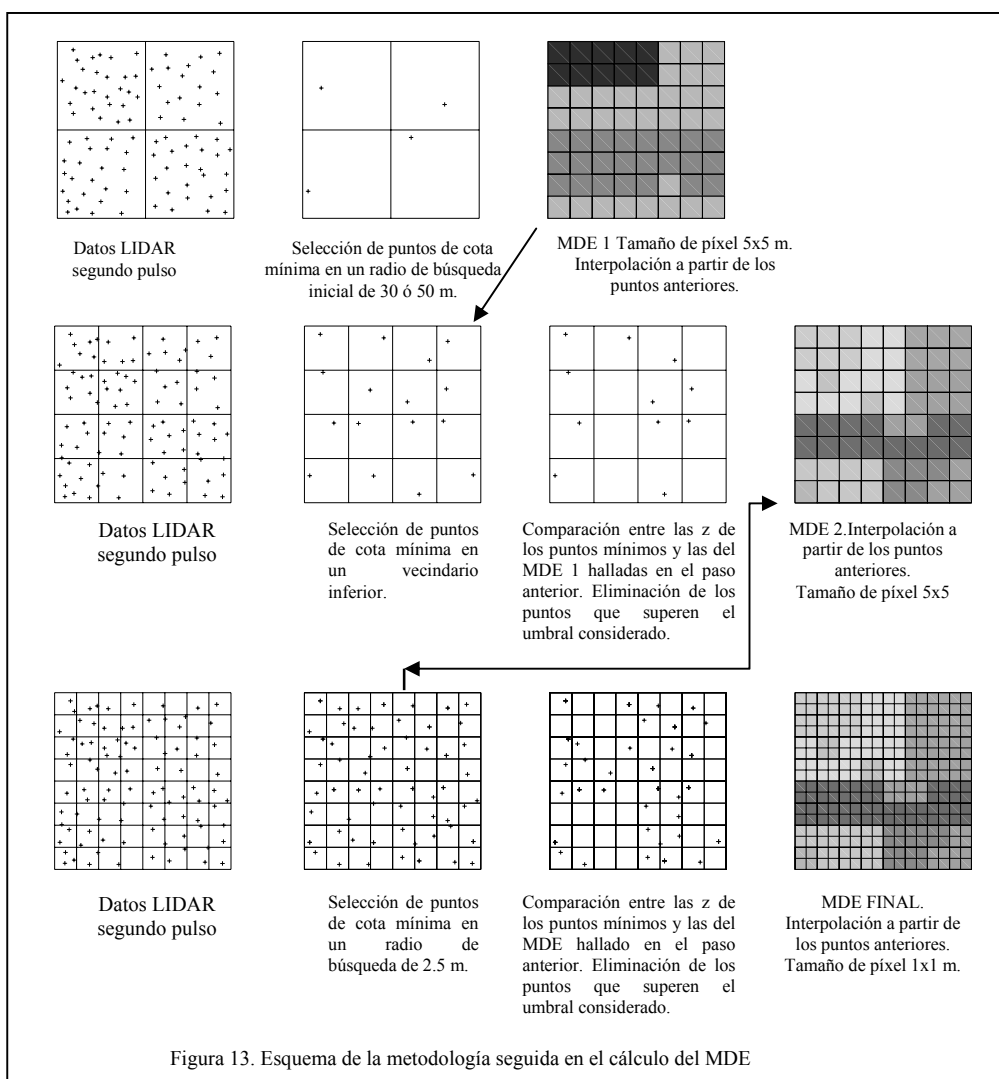 Datos LIDAR
segundo pulso
Selección de puntos de cota
mínima en un radio de búsqueda
inicial de 30 ó 50 m.
MDE 1 Tamaño de píxel 5x5 m.
Interpolación a partir de los
puntos anteriores.
Datos LIDAR
segundo pulso
Selección de puntos
de cota mínima en
un vecindario
inferior.
Comparación entre las z de
los puntos mínimos y las del
MDE 1 halladas en el paso
anterior. Eliminación de los
puntos que superen el
umbral considerado.
MDE 2.Interpolación a
partir de los puntos
anteriores.
Tamaño de píxel 5x5
Datos LIDAR
segundo pulso
Selección de puntos
de cota mínima en
un radio de
búsqueda de 2.5 m.
Comparación entre las z de
los puntos mínimos y las del
MDE hallado en el paso
anterior. Eliminación de los
puntos que superen el
umbral considerado.
MDE FINAL.
Interpolación a partir de
los puntos anteriores.
Tamaño de píxel 1x1 m.
Figura 13. Esquema de la metodología seguida en el cálculo del MDE